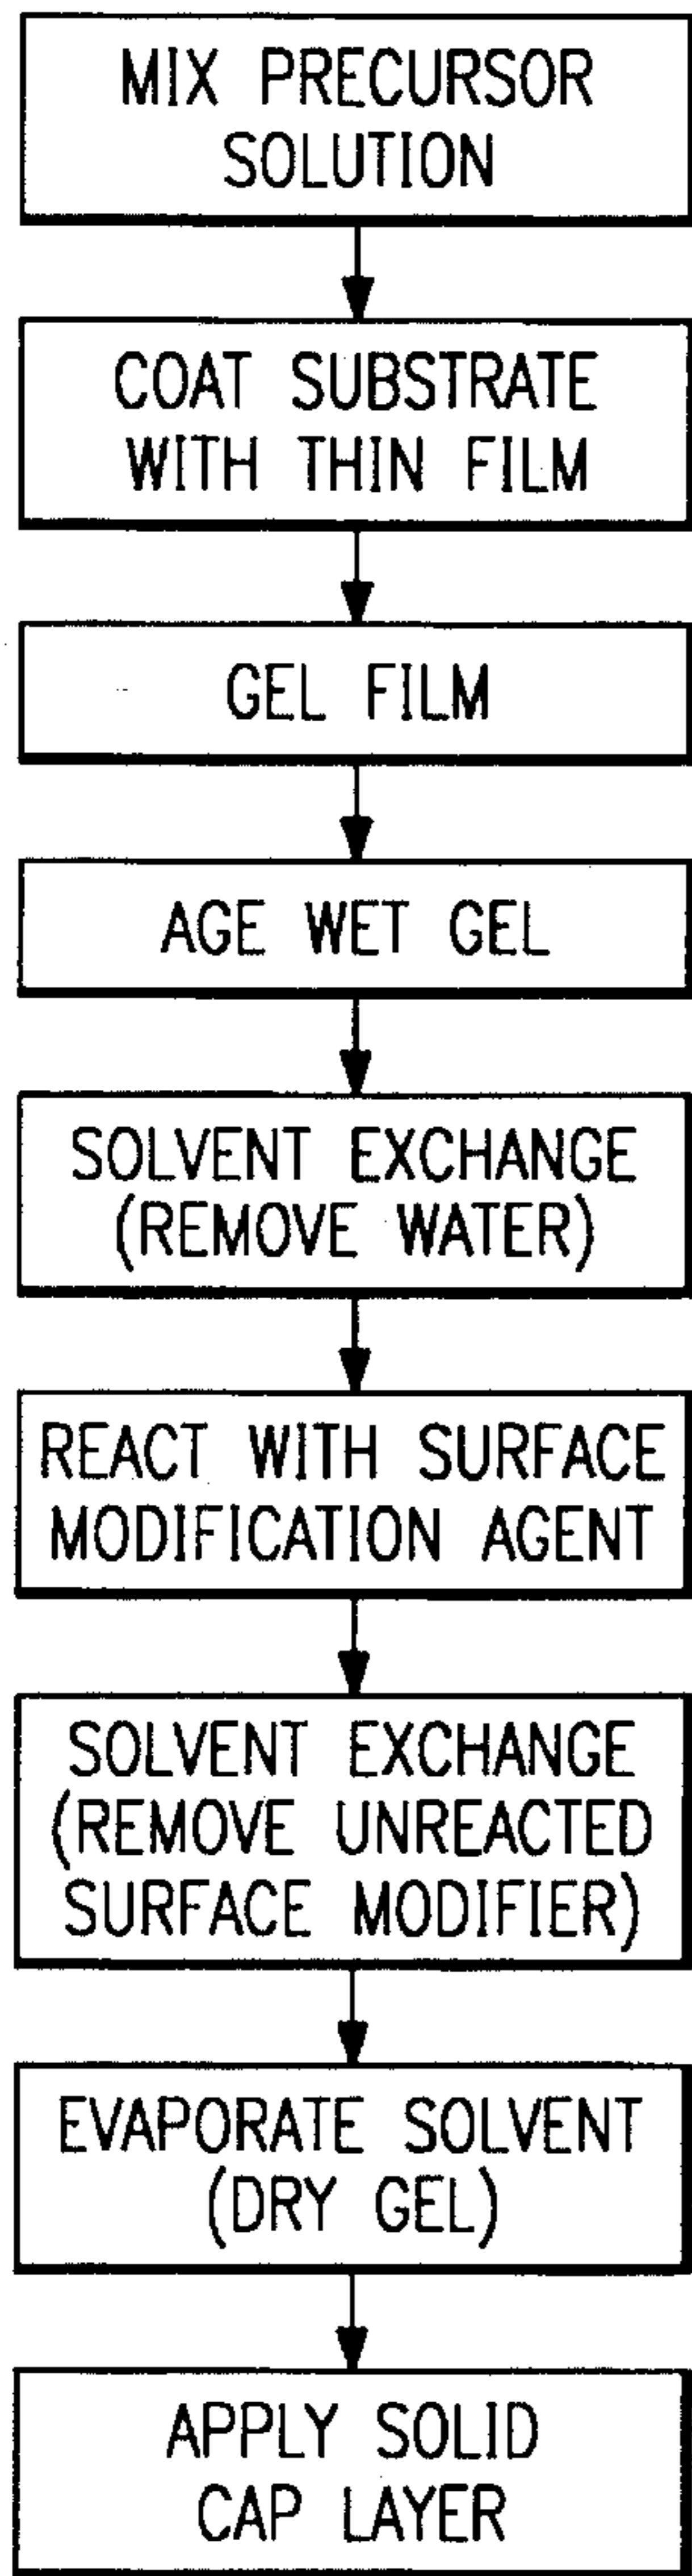 MIX PRECURSOR
SOLUTION
COAT SUBSTRATE
WITH THIN FILM
GEL FILM
AGE WET GEL
SOLVENT EXCHANGE
(REMOVE WATER)
REACT WITH SURFACE
MODIFICATION AGENT
SOLVENT EXCHANGE
(REMOVE UNREACTED
SURFACE MODIFIER)
EVAPORATE SOLVENT
(DRY GEL)
APPLY SOLID
CAP LAYER